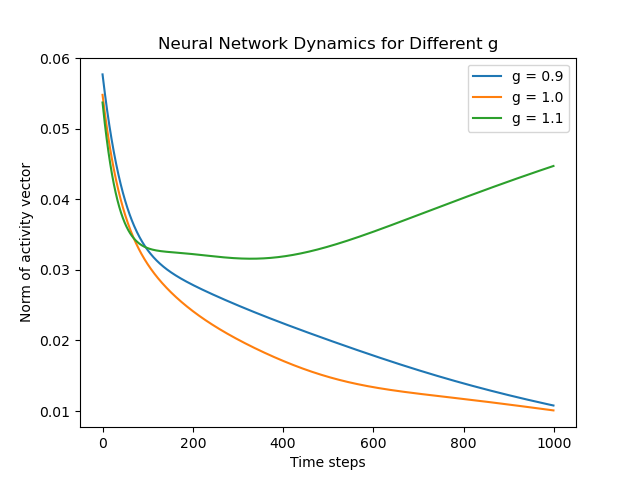 Neural Network Dynamics for Different g
g = 0.9
g = 1.0
g = 1.1
Norm of activity vector
0.06
0.05
0.04
0.03
0.02
0.01
0 200 400 600 800 1000
Time steps